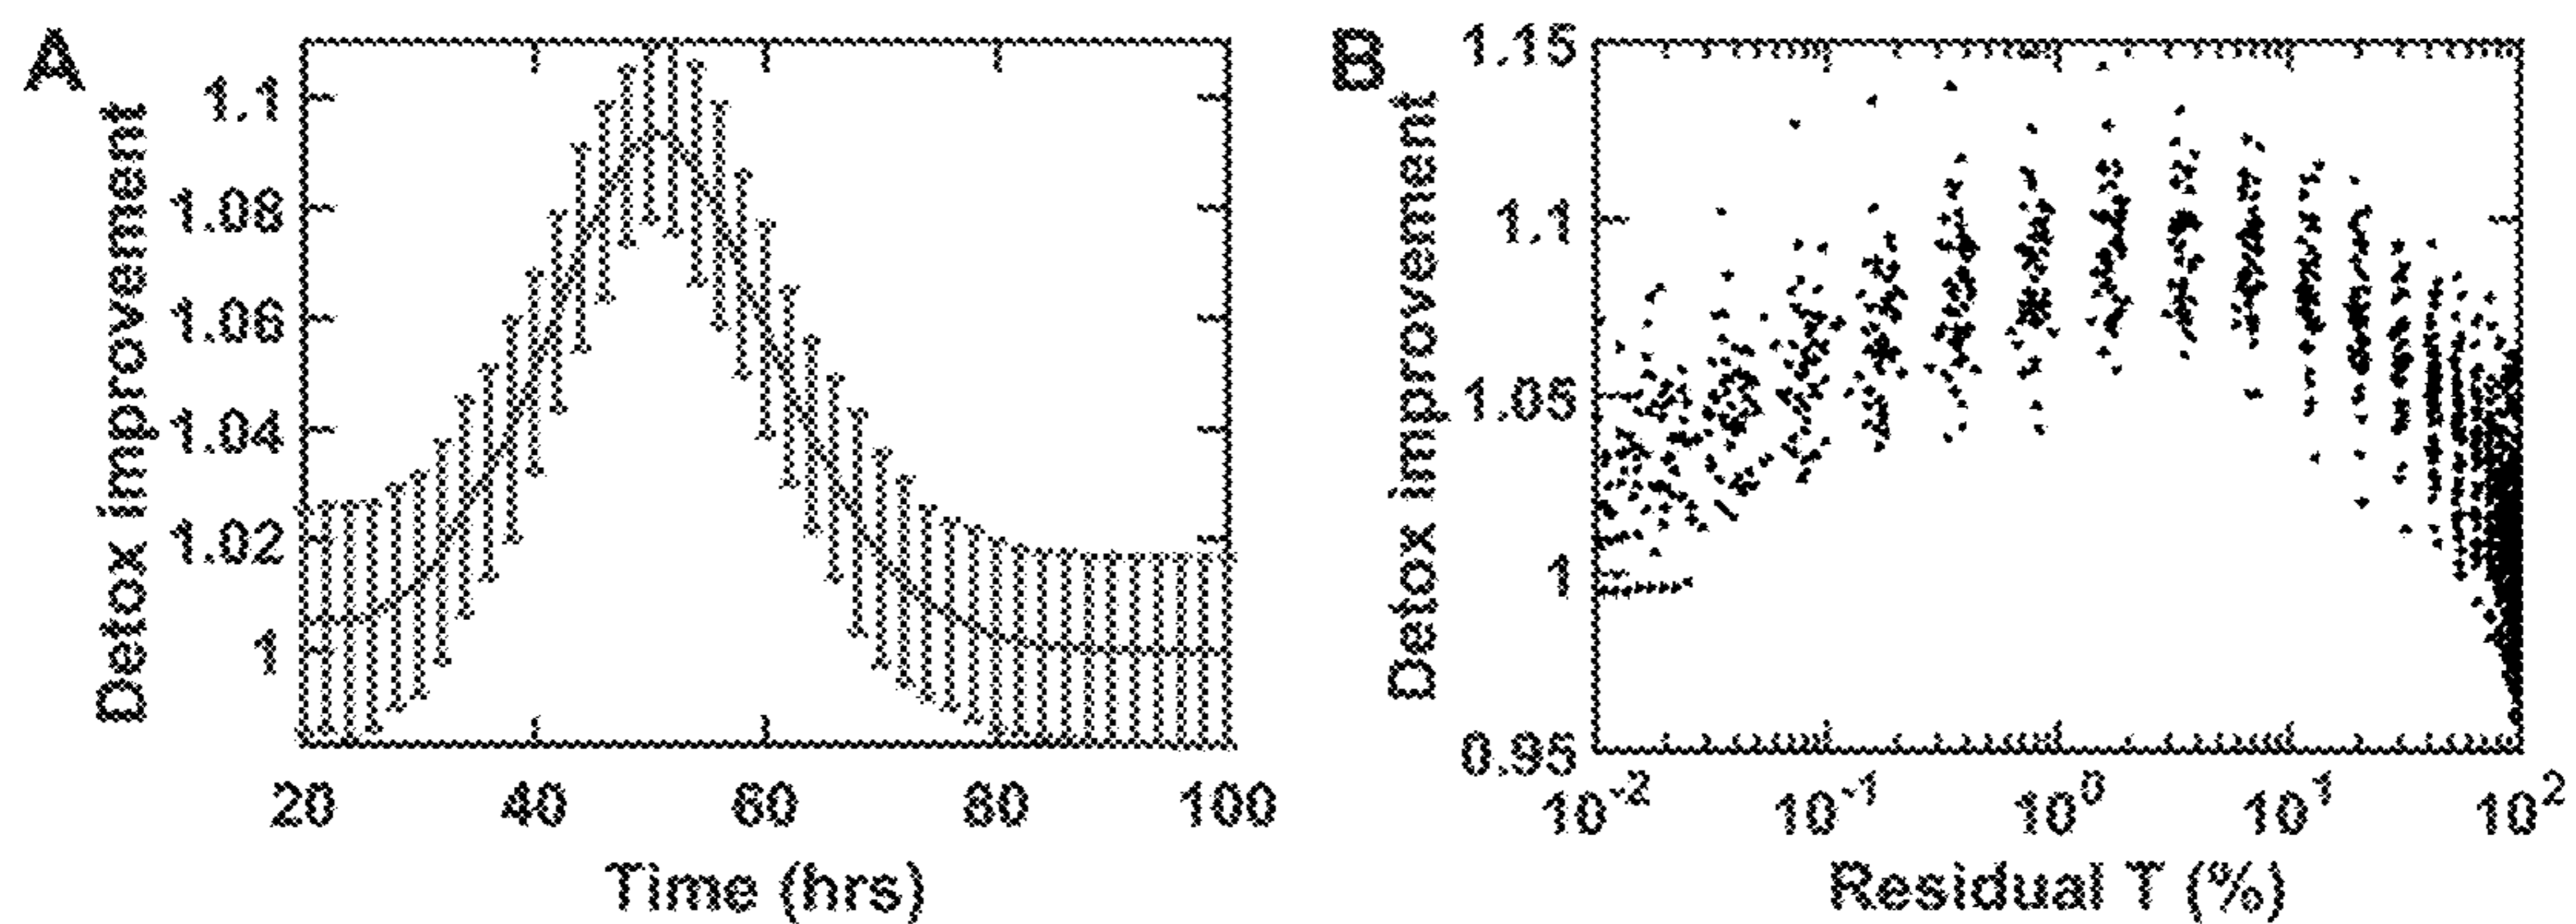 A
Detox improvement
1.1
1.08
1.06
1.04
1.02
1
20 40 60 80 100
Time (hrs)
B
Detox improvement
1.15
1.1
1.05
1
0.95
10^-2 10^-1 10^0 10^1 10^2
Residual T (%)